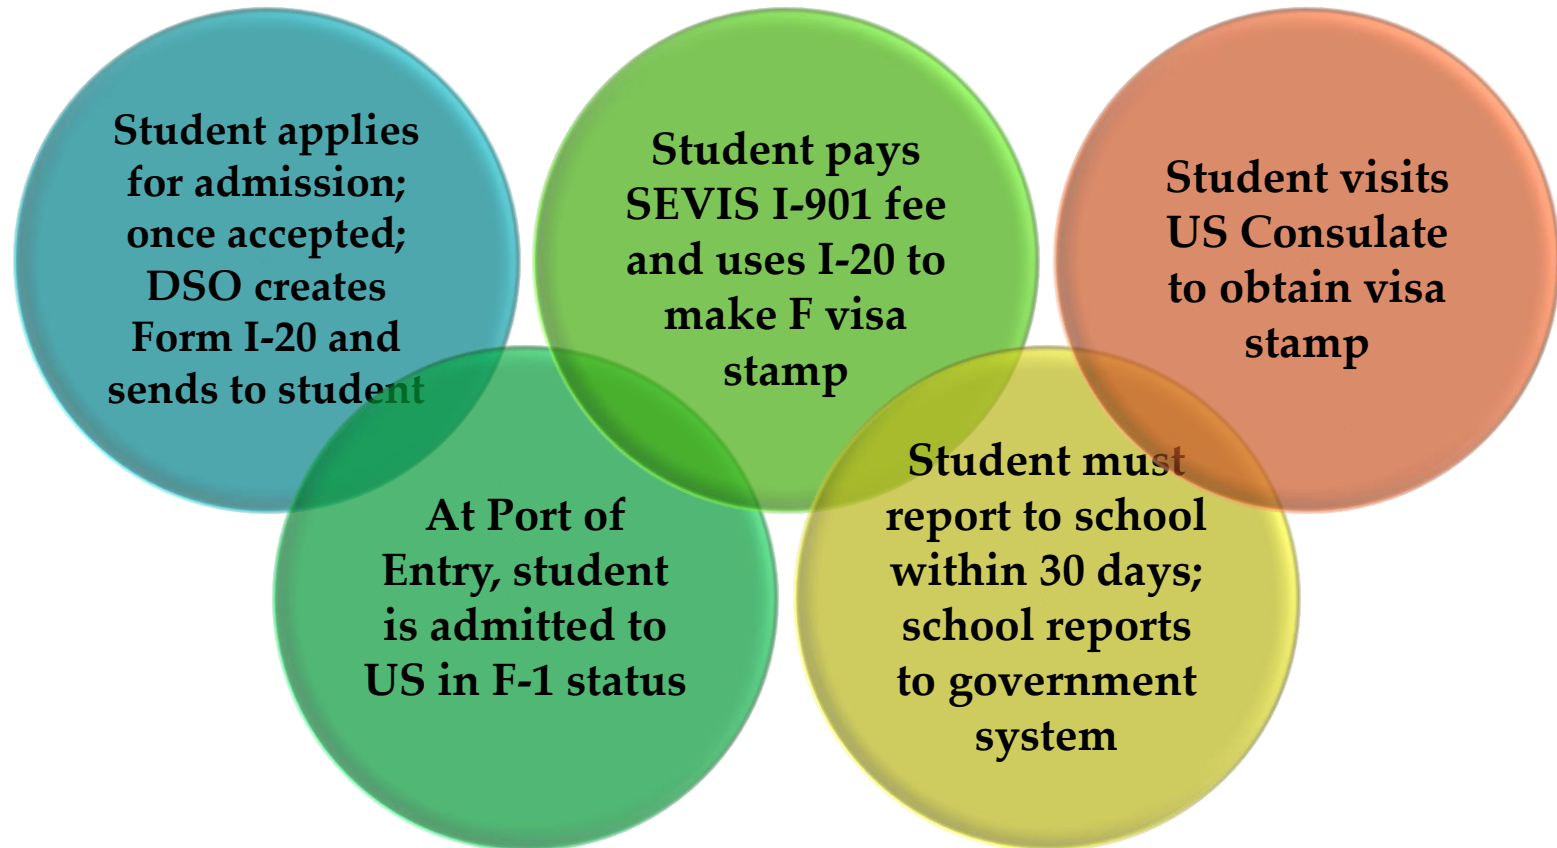 Student applies
for admission;
once accepted;
DSO creates
Form I-20 and
sends to student
Student pays
SEVIS I-901 fee
and uses I-20 to
make F visa
stamp
Student visits
US Consulate
to obtain visa
stamp
At Port of
Entry, student
is admitted to
US in F-1 status
Student must
report to school
within 30 days;
school reports
to government
system